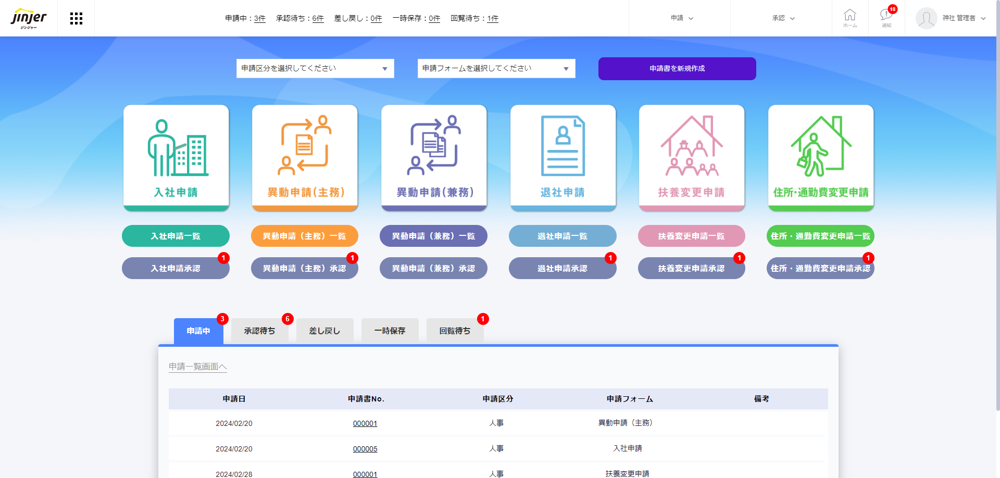 jinjer
ジンジャー
申請中：3件 承認待ち：6件 差し戻し：0件 一時保存：0件 回覧待ち：1件
申請
承認
ホーム
18
通知
神社 管理者
申請区分を選択してください
申請フォームを選択してください
申請書を新規作成
入社申請
異動申請(主務)
異動申請(兼務)
退社申請
扶養変更申請
住所・通勤費変更申請
入社申請一覧
異動申請（主務）一覧
異動申請（兼務）一覧
退社申請一覧
扶養変更申請一覧
住所・通勤費変更申請一覧
入社申請承認 1
異動申請（主務）承認 1
異動申請（兼務）承認
退社申請承認 1
扶養変更申請承認 1
住所・通勤費変更申請承認 1
申請中 3
承認待ち 6
差し戻し
一時保存
回覧待ち 1
申請一覧画面へ
申請日 申請書No. 申請区分 申請フォーム 備考
2024/02/20 000001 人事 異動申請（主務）
2024/02/20 000005 人事 入社申請
2024/02/28 000001 人事 扶養変更申請